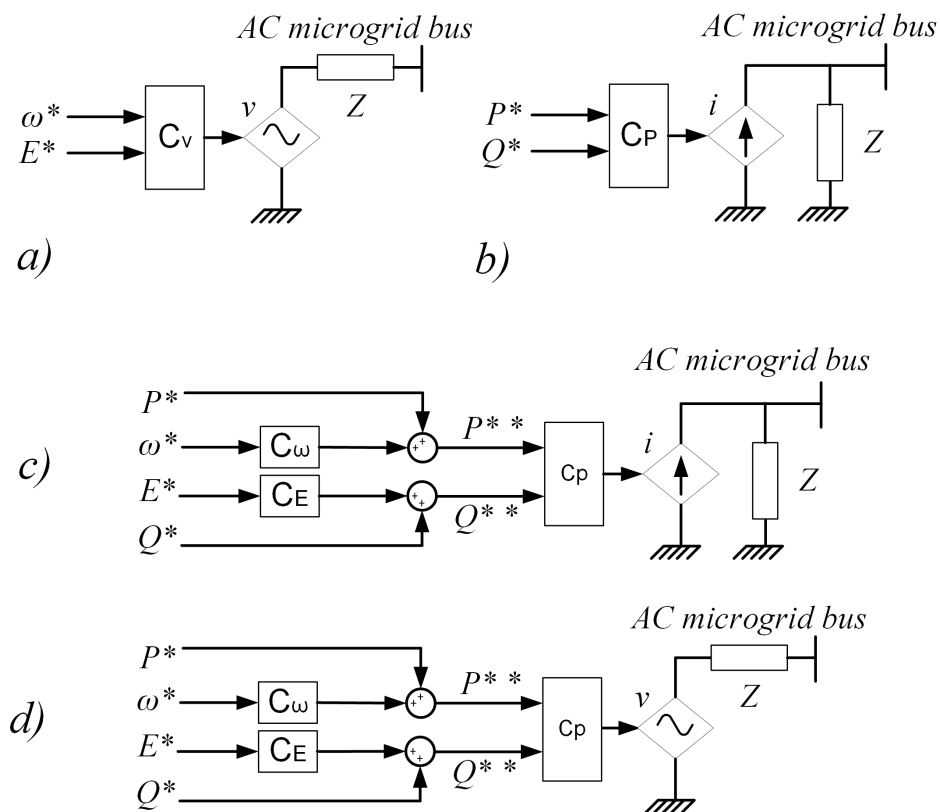 AC microgrid bus
ω*
E*
Cv
v
Z
a)
AC microgrid bus
P*
Q*
CP
i
Z
b)
AC microgrid bus
P*
ω*
E*
Q*
Cω
CE
++
++
P**
Q**
Cp
i
Z
c)
AC microgrid bus
P*
ω*
E*
Q*
Cω
CE
++
++
P**
Q**
Cp
v
Z
d)